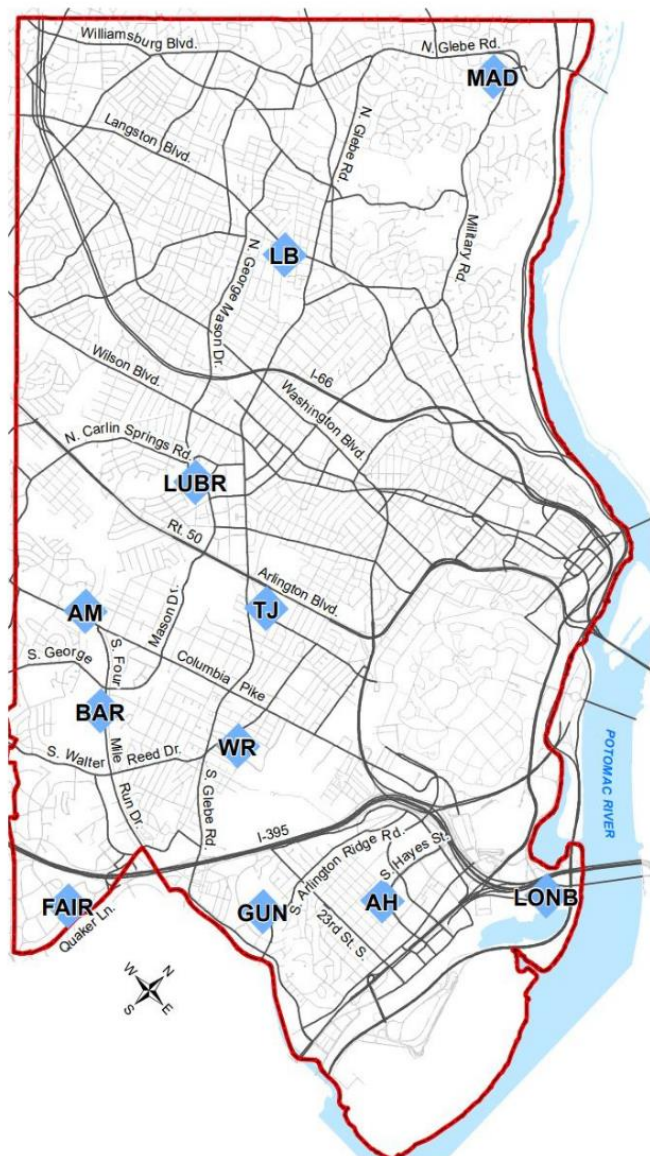 Williamsburg Blvd.
N. Glebe Rd.
MAD
Langston Blvd.
N. Glebe Rd.
Military Rd.
LB
N. George Mason Dr.
Wilson Blvd.
I-66
Washington Blvd.
N. Carlin Springs Rd.
LUBR
Rt. 50
Arlington Blvd.
AM
TJ
Mason Dr.
S. George
S. Four
Columbia Pike
BAR
Mile
WR
S. Walter Reed Dr.
POTOMAC RIVER
Run Dr.
S. Glebe Rd.
I-395
S. Arlington Ridge Rd.
S. Hayes St.
FAIR
GUN
AH
LONB
23rd St. S.
Quaker Ln.
N
W
E
S